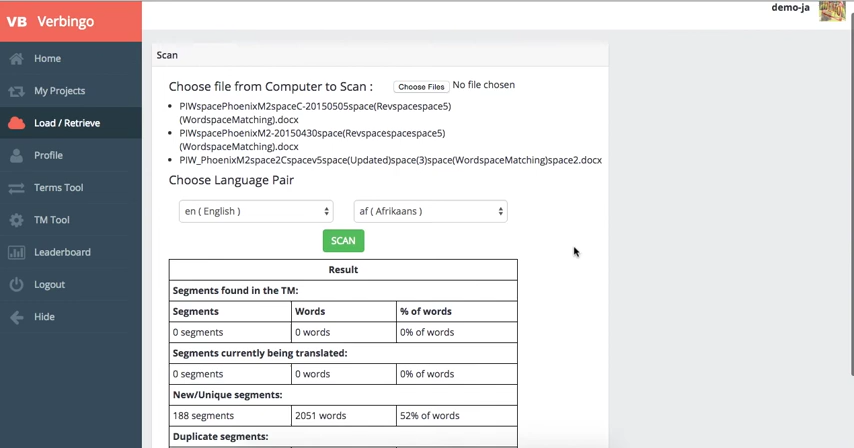 VB Verbingo
demo-ja
Home
My Projects
Load / Retrieve
Profile
Terms Tool
TM Tool
Leaderboard
Logout
Hide
Scan
Choose file from Computer to Scan : Choose Files No file chosen
• PIWspacePhoenixM2spaceC-20150505space(Revspacespace5)
(WordspaceMatching).docx
• PIWspacePhoenixM2-20150430space(Revspacespacespace5)
(WordspaceMatching).docx
• PIW_PhoenixM2space2Cspacev5space(Updated)space(3)space(WordspaceMatching)space2.docx
Choose Language Pair
en ( English ) af ( Afrikaans )
SCAN
Result
Segments found in the TM:
Segments Words % of words
0 segments 0 words 0% of words
Segments currently being translated:
0 segments 0 words 0% of words
New/Unique segments:
188 segments 2051 words 52% of words
Duplicate segments: